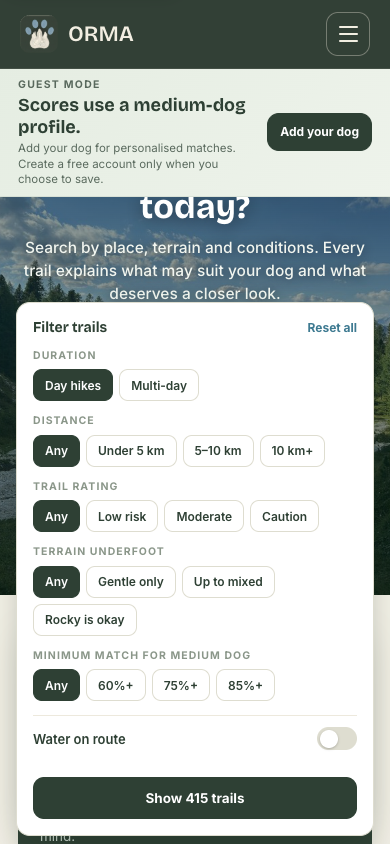 ORMA
GUEST MODE
Scores use a medium-dog
profile.
Add your dog for personalised matches.
Create a free account only when you
choose to save.
Add your dog
today?
Search by place, terrain and conditions. Every
trail explains what may suit your dog and what
deserves a closer look.
Filter trails
Reset all
DURATION
Day hikes
Multi-day
DISTANCE
Any
Under 5 km
5–10 km
10 km+
TRAIL RATING
Any
Low risk
Moderate
Caution
TERRAIN UNDERFOOT
Any
Gentle only
Up to mixed
Rocky is okay
MINIMUM MATCH FOR MEDIUM DOG
Any
60%+
75%+
85%+
Water on route
Show 415 trails
mind.